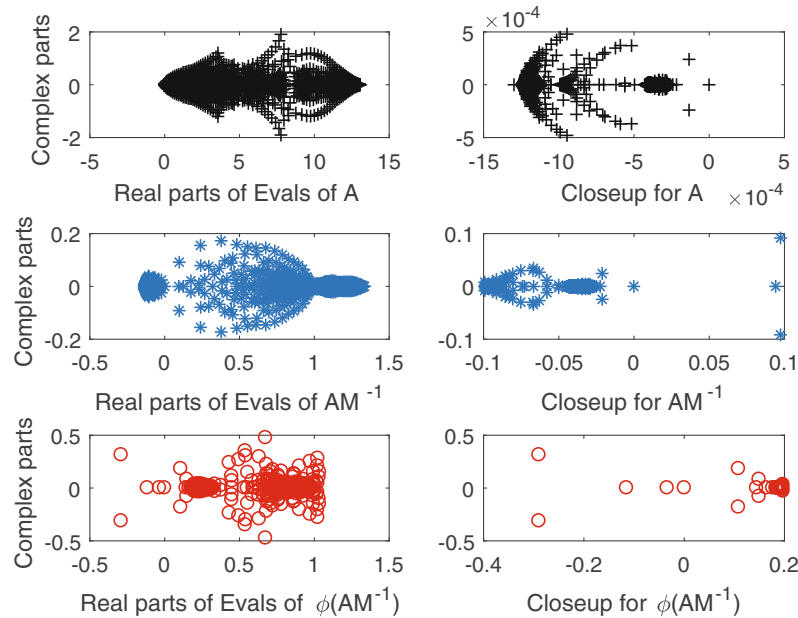 Complex parts
2
0
-2
-5 0 5 10 15
Real parts of Evals of A
×10⁻⁴
5
0
-5
-15 -10 -5 0 5
Closeup for A ×10⁻⁴
Complex parts
0.2
0
-0.2
-0.5 0 0.5 1 1.5
Real parts of Evals of AM⁻¹
0.1
0
-0.1
-0.1 -0.05 0 0.05 0.1
Closeup for AM⁻¹
Complex parts
0.5
0
-0.5
-0.5 0 0.5 1 1.5
Real parts of Evals of ϕ(AM⁻¹)
0.5
0
-0.5
-0.4 -0.2 0 0.2
Closeup for ϕ(AM⁻¹)